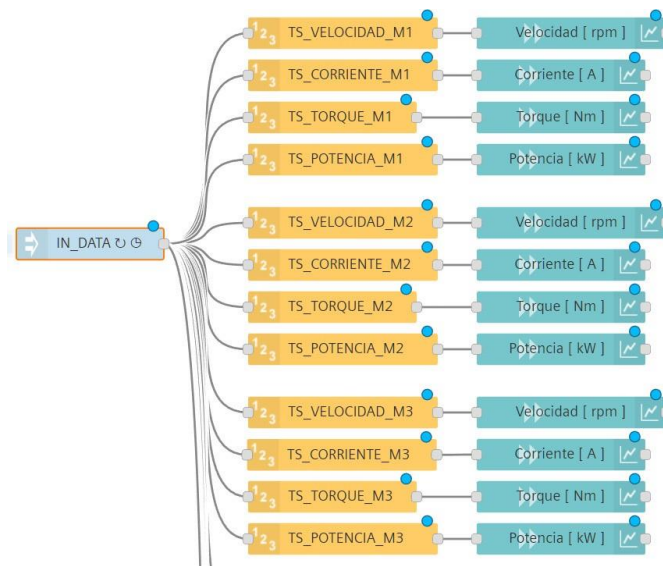 TS_VELOCIDAD_M1 Velocidad [ rpm ]
TS_CORRIENTE_M1 Corriente [ A ]
TS_TORQUE_M1 Torque [ Nm ]
TS_POTENCIA_M1 Potencia [ kW ]
TS_VELOCIDAD_M2 Velocidad [ rpm ]
IN_DATA
TS_CORRIENTE_M2 Corriente [ A ]
TS_TORQUE_M2 Torque [ Nm ]
TS_POTENCIA_M2 Potencia [ kW ]
TS_VELOCIDAD_M3 Velocidad [ rpm ]
TS_CORRIENTE_M3 Corriente [ A ]
TS_TORQUE_M3 Torque [ Nm ]
TS_POTENCIA_M3 Potencia [ kW ]